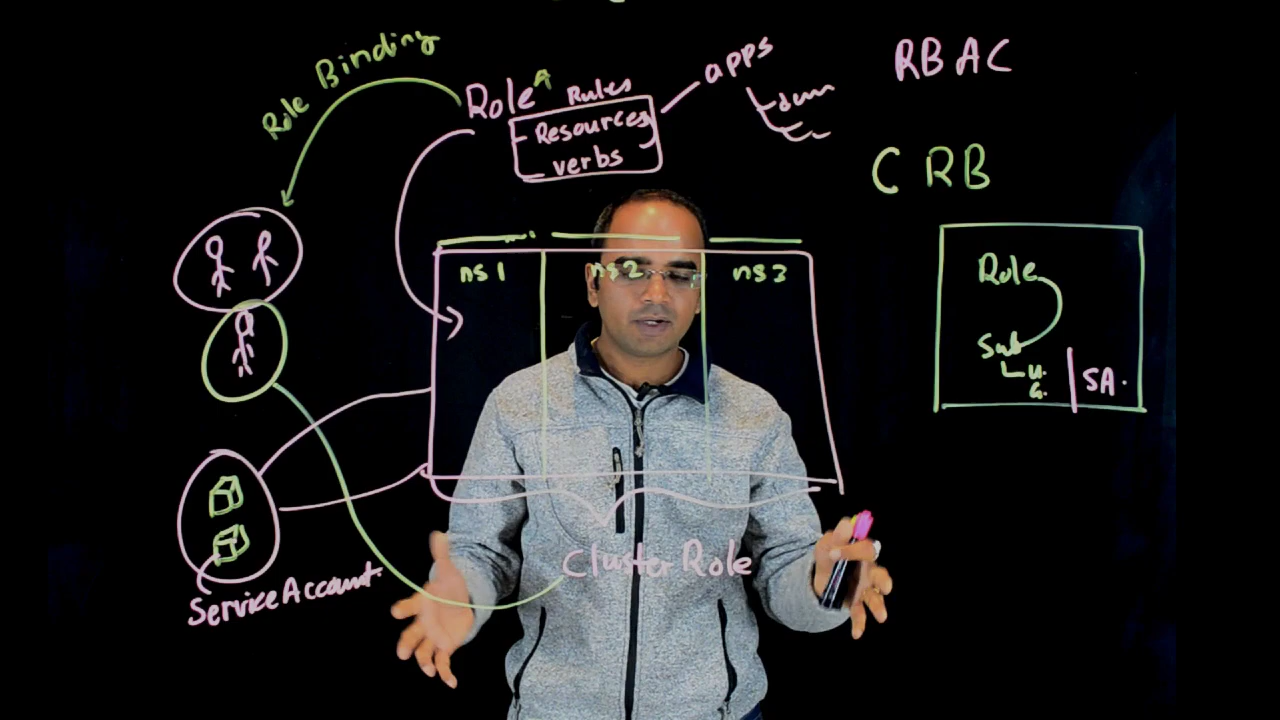 Role Binding
Role
Rules
- Resources
- verbs
apps
RBAC
CRB
ns1
ns2
ns3
Role
Sub
U.
G.
SA.
Cluster Role
Service Account.